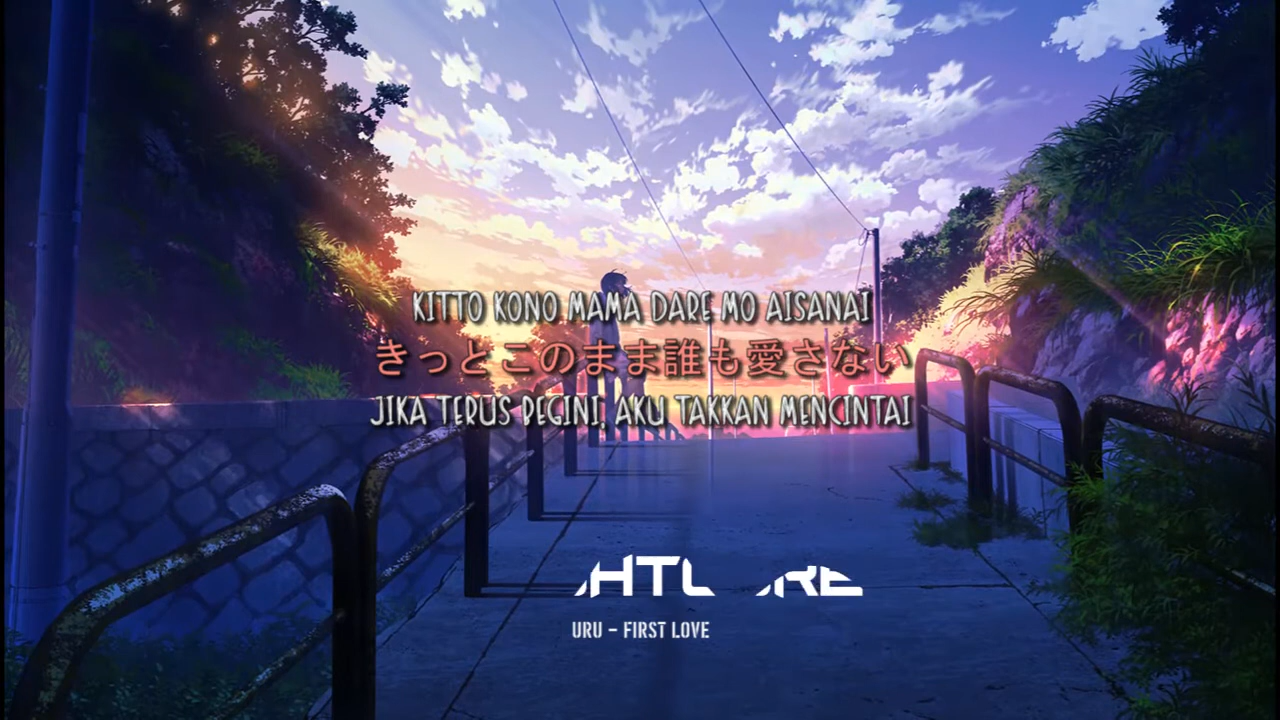 KITTO KONO MAMA DARE MO AISANAI
きっとこのまま誰も愛さない
JIKA TERUS BEGINI, AKU TAKKAN MENCINTAI
URU - FIRST LOVE